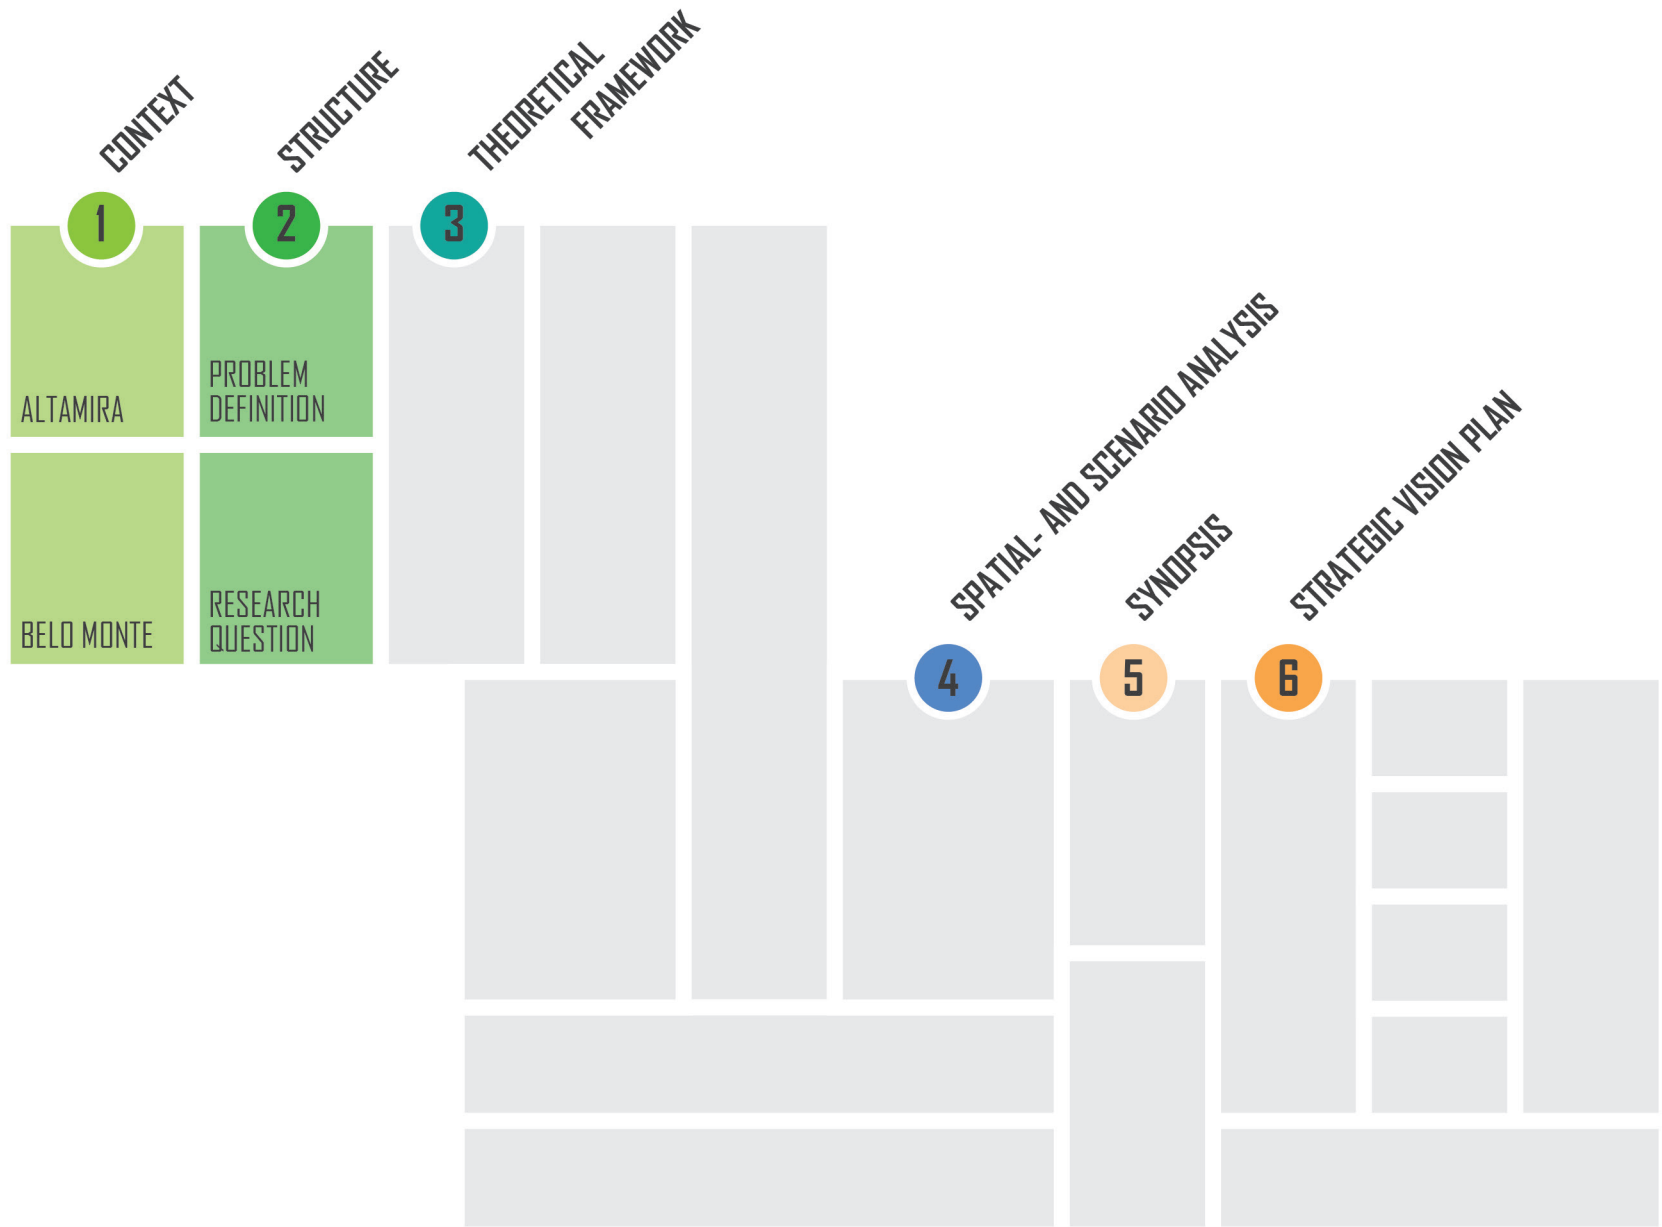 CONTEXT
STRUCTURE
THEORETICAL
FRAMEWORK
1
2
3
ALTAMIRA
PROBLEM
DEFINITION
BELO MONTE
RESEARCH
QUESTION
SPATIAL- AND SCENARIO ANALYSIS
SYNOPSIS
STRATEGIC VISION PLAN
4
5
6